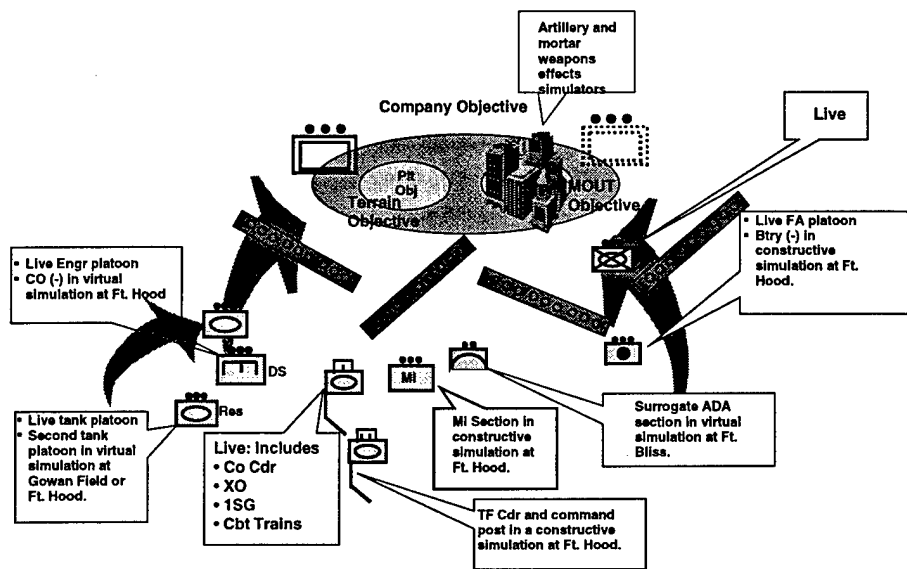 Artillery and
mortar
weapons
effects
simulators
Company Objective
Live
Plt
Obj
MOUT
Objective
Terrain
Objective
• Live FA platoon
• Btry (-) in
constructive
simulation at Ft.
Hood.
• Live Engr platoon
• CO (-) in virtual
simulation at Ft. Hood
DS
MI
Res
• Live tank platoon
• Second tank
platoon in virtual
simulation at
Gowan Field or
Ft. Hood.
Live: Includes
• Co Cdr
• XO
• 1SG
• Cbt Trains
MI Section in
constructive
simulation at
Ft. Hood.
Surrogate ADA
section in virtual
simulation at Ft.
Bliss.
TF Cdr and command
post in a constructive
simulation at Ft. Hood.